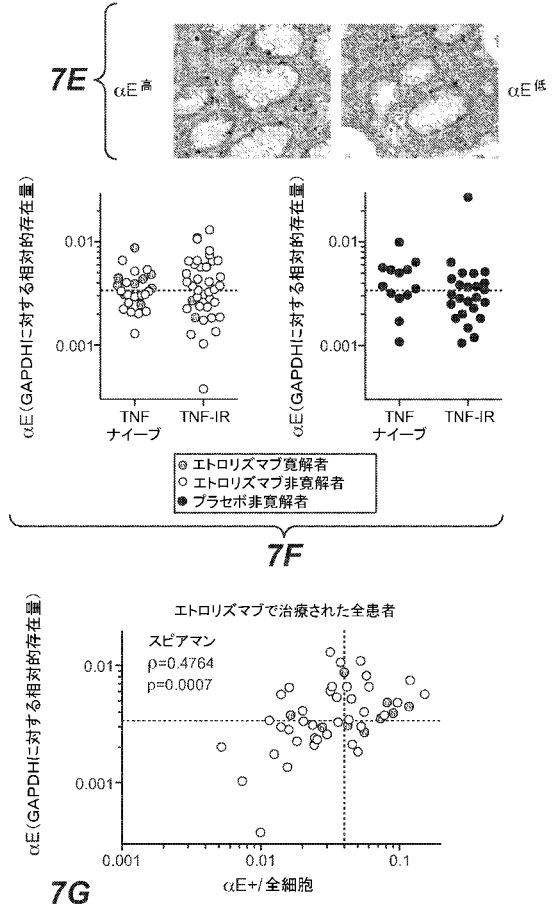 7E
αE高
αE低
αE(GAPDHに対する相対的存在量)
0.01
0.001
TNF
ナイーブ
TNF-IR
αE(GAPDHに対する相対的存在量)
0.01
0.001
TNF
ナイーブ
TNF-IR
エトロリズマブ寛解者
エトロリズマブ非寛解者
プラセボ非寛解者
7F
エトロリズマブで治療された全患者
スピアマン
ρ=0.4764
p=0.0007
αE(GAPDHに対する相対的存在量)
0.01
0.001
0.001
0.01
0.1
αE+/全細胞
7G